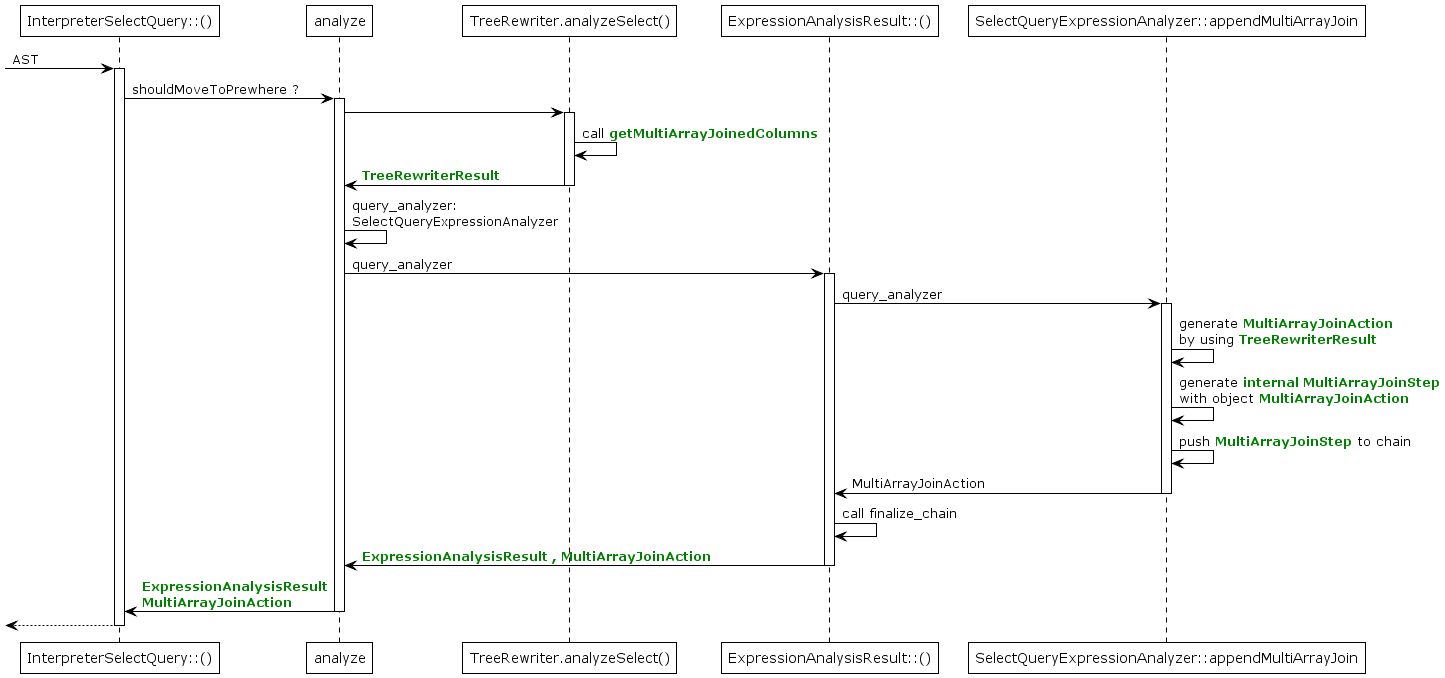 InterpreterSelectQuery::()
analyze
TreeRewriter.analyzeSelect()
ExpressionAnalysisResult::()
SelectQueryExpressionAnalyzer::appendMultiArrayJoin
AST
shouldMoveToPrewhere ?
call getMultiArrayJoinedColumns
TreeRewriterResult
query_analyzer:
SelectQueryExpressionAnalyzer
query_analyzer
query_analyzer
generate MultiArrayJoinAction
by using TreeRewriterResult
generate internal MultiArrayJoinStep
with object MultiArrayJoinAction
push MultiArrayJoinStep to chain
MultiArrayJoinAction
call finalize_chain
ExpressionAnalysisResult , MultiArrayJoinAction
ExpressionAnalysisResult
MultiArrayJoinAction
InterpreterSelectQuery::()
analyze
TreeRewriter.analyzeSelect()
ExpressionAnalysisResult::()
SelectQueryExpressionAnalyzer::appendMultiArrayJoin